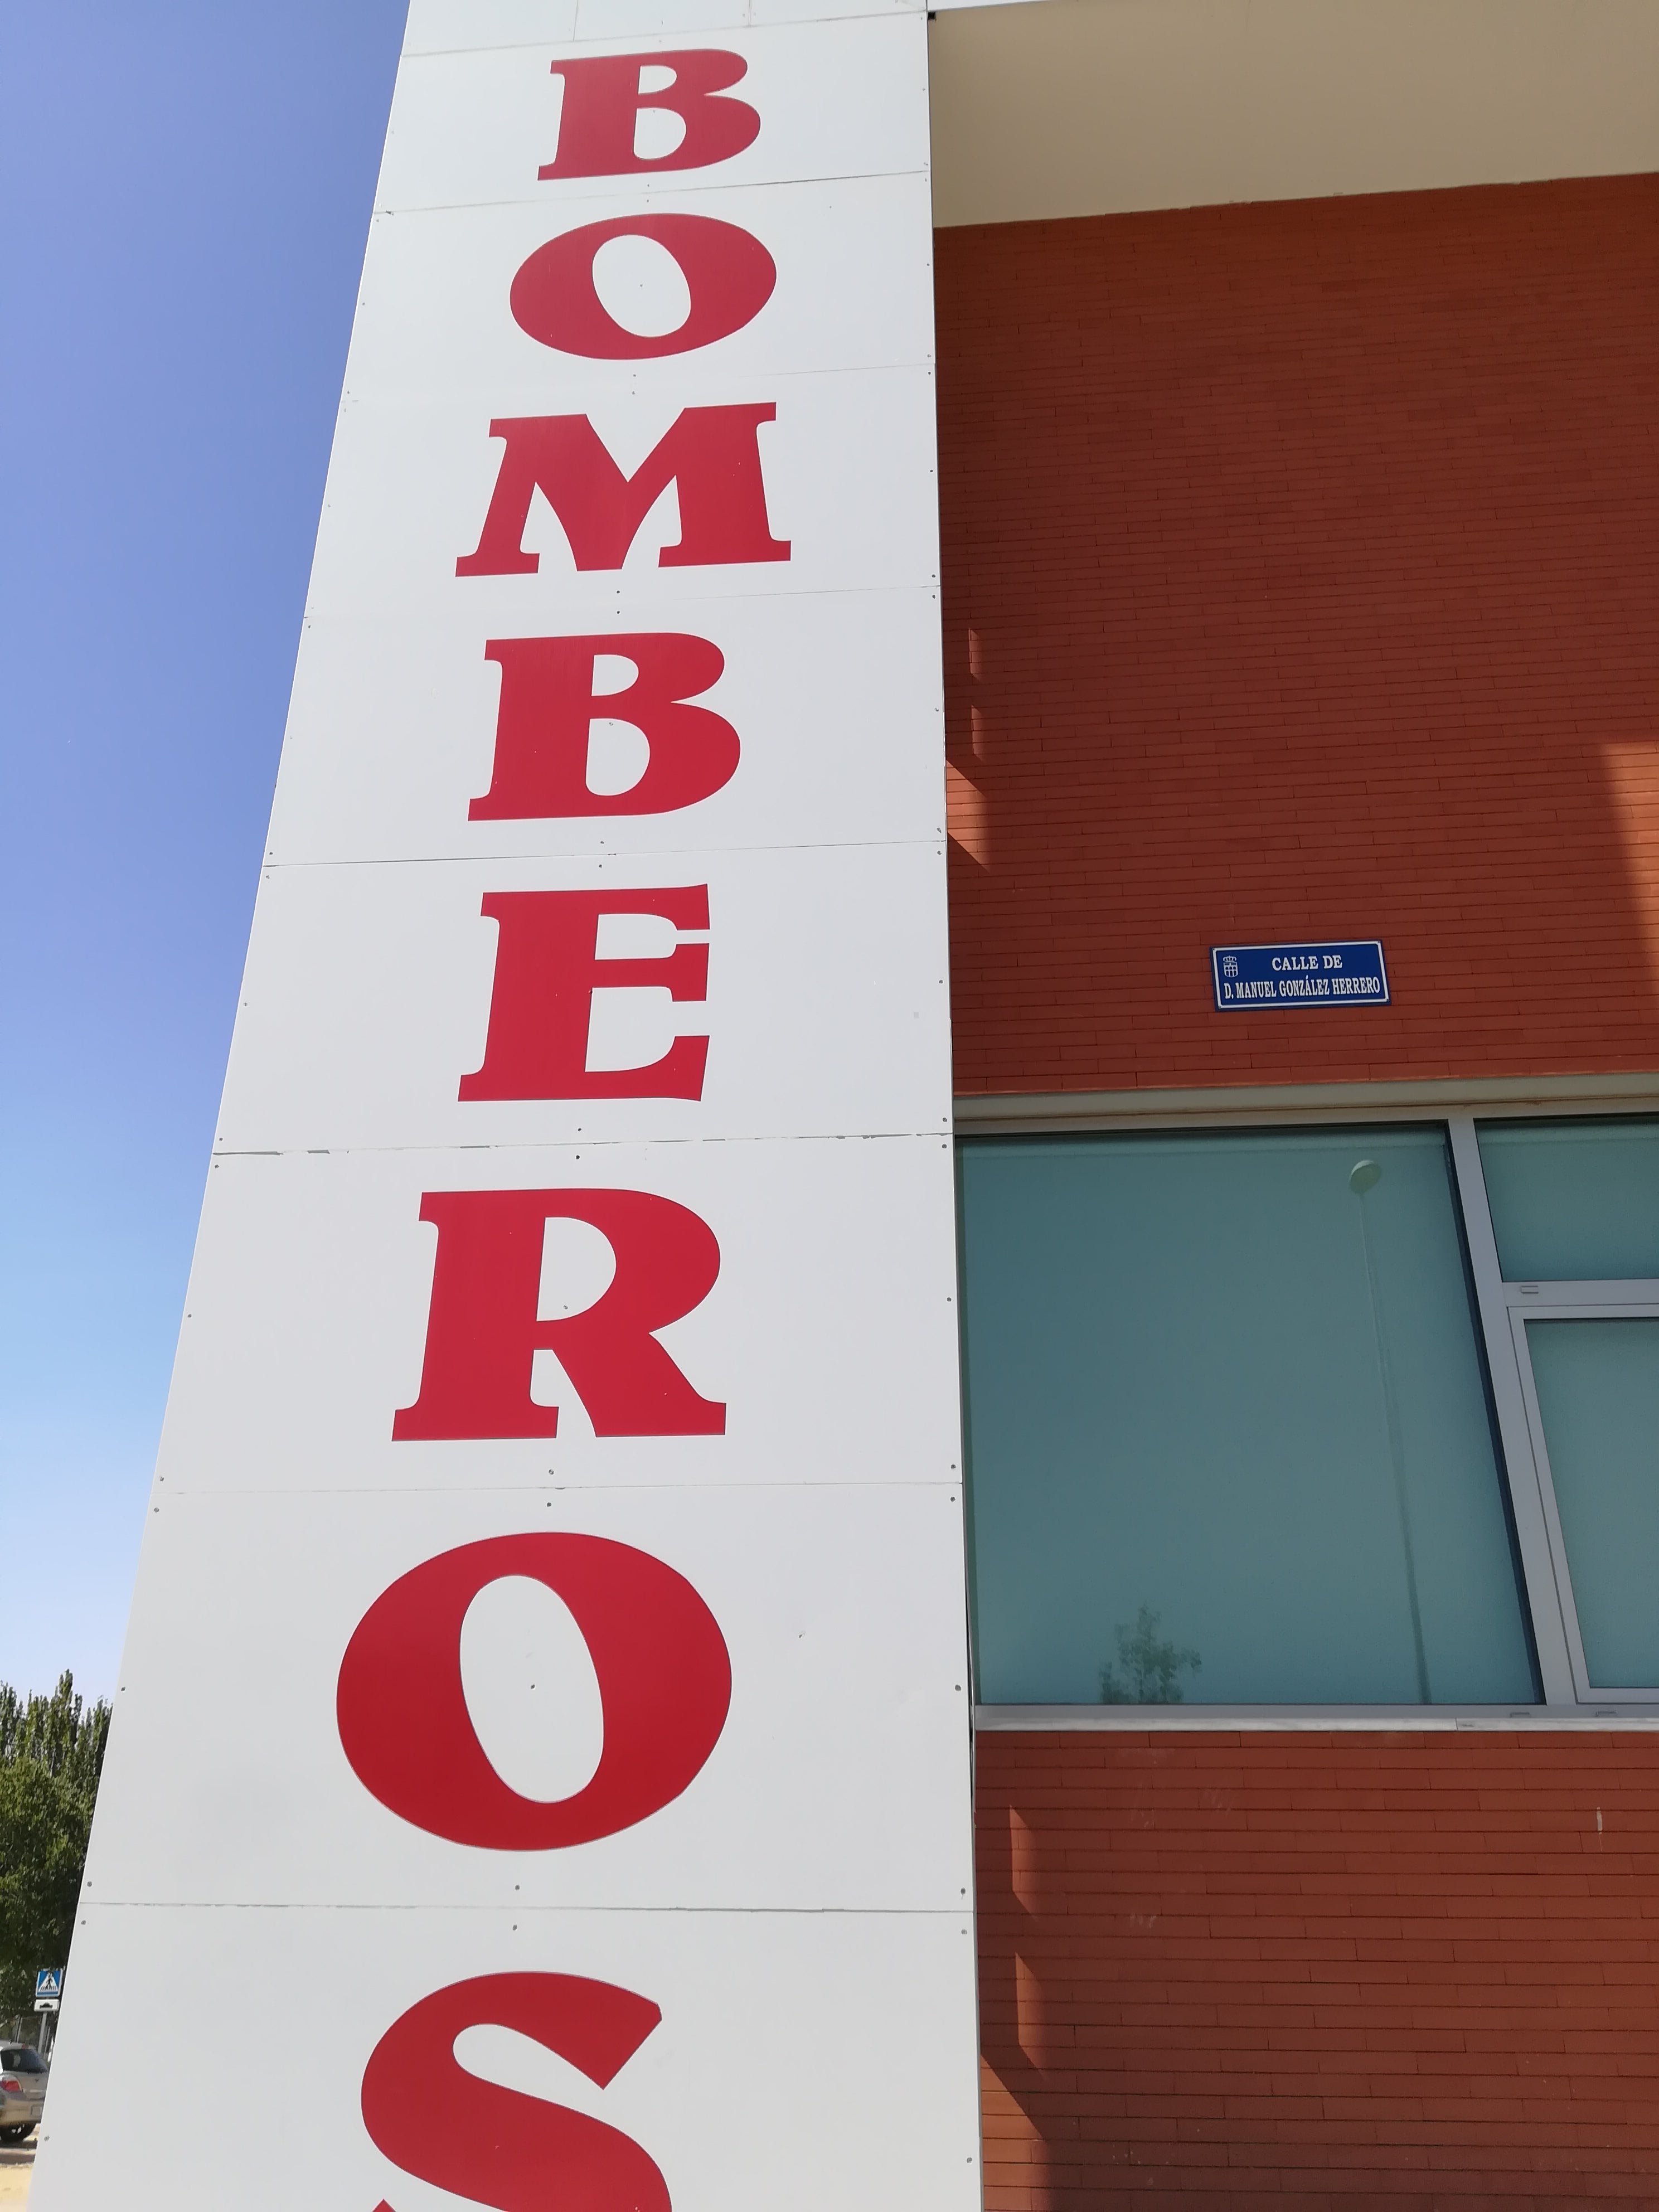 BOMBEROS
CALLE DE
D. MANUEL GONZÁLEZ HERRERO